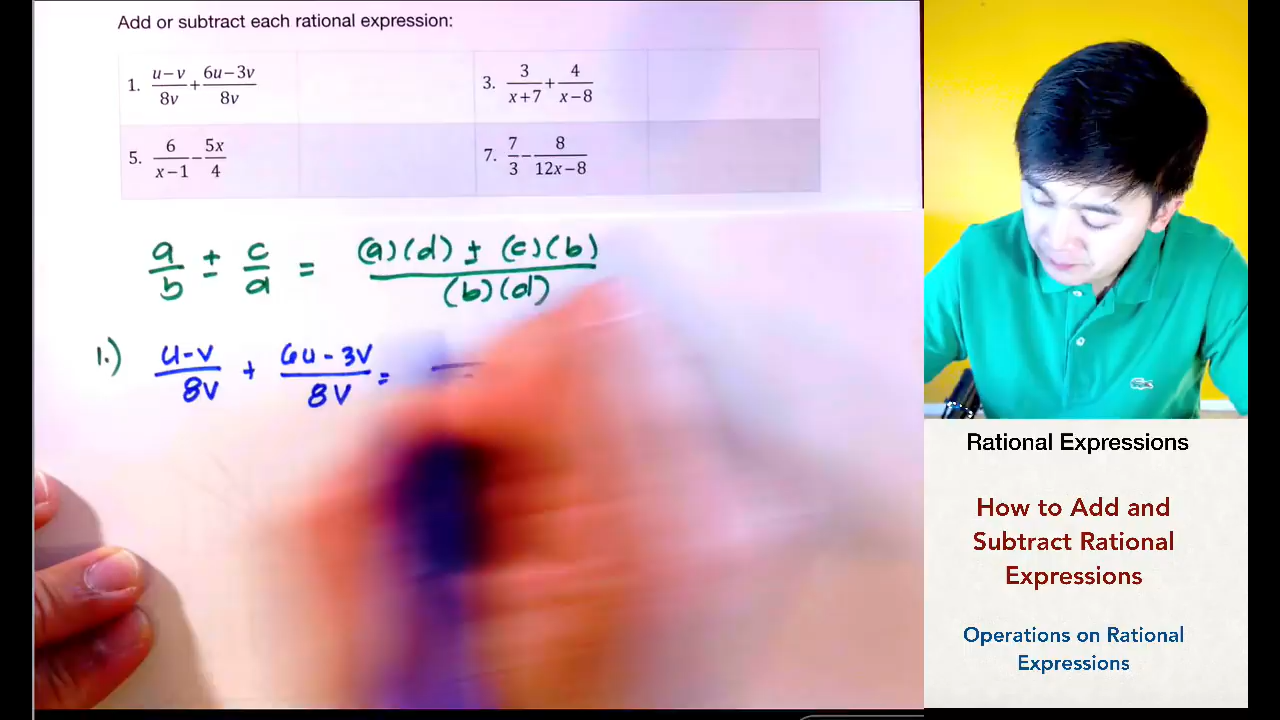 Add or subtract each rational expression:
1. u−v/8v + 6u−3v/8v
3. 3/x+7 + 4/x−8
5. 6/x−1 − 5x/4
7. 7/3 − 8/12x−8
a/b ± c/d = (a)(d) ± (c)(b)/(b)(d)
1.) u-v/8v + 6u-3v/8v =
Rational Expressions
How to Add and
Subtract Rational
Expressions
Operations on Rational
Expressions